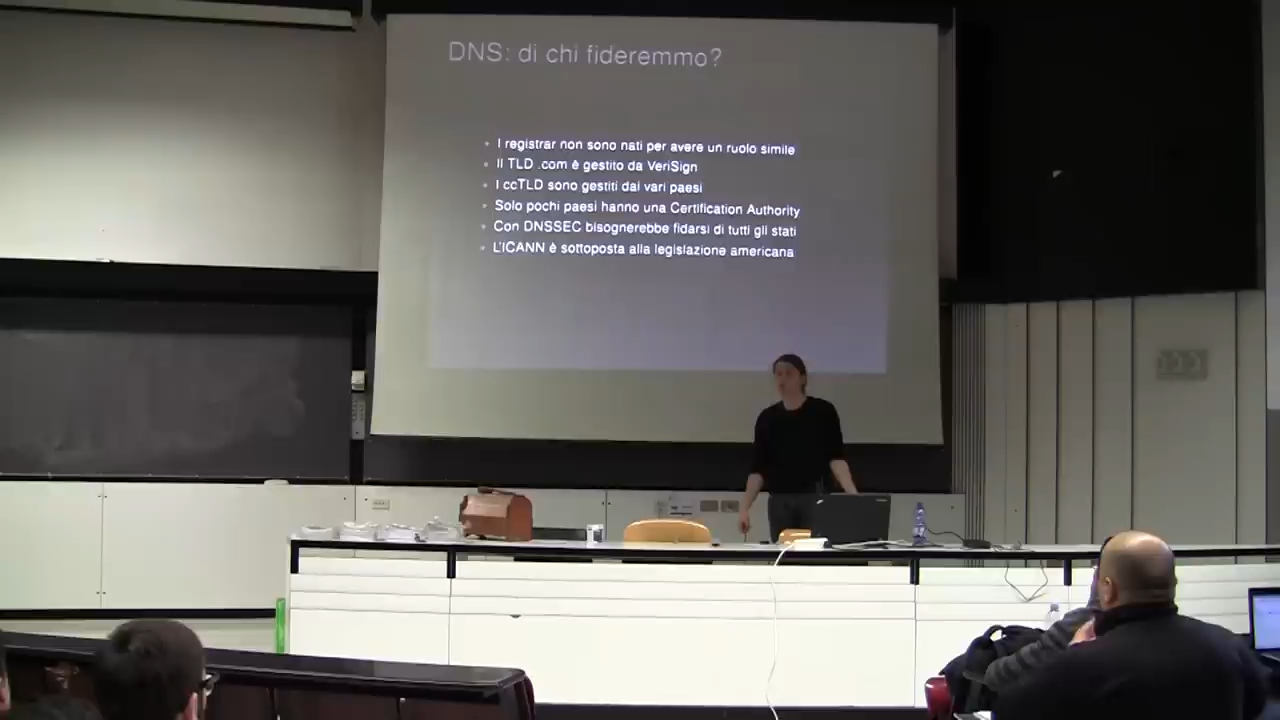 DNS: di chi fideremmo?
I registrar non sono nati per avere un ruolo simile
Il TLD .com è gestito da VeriSign
I ccTLD sono gestiti dai vari paesi
Solo pochi paesi hanno una Certification Authority
Con DNSSEC bisognerebbe fidarsi di tutti gli stati
L'ICANN è sottoposta alla legislazione americana